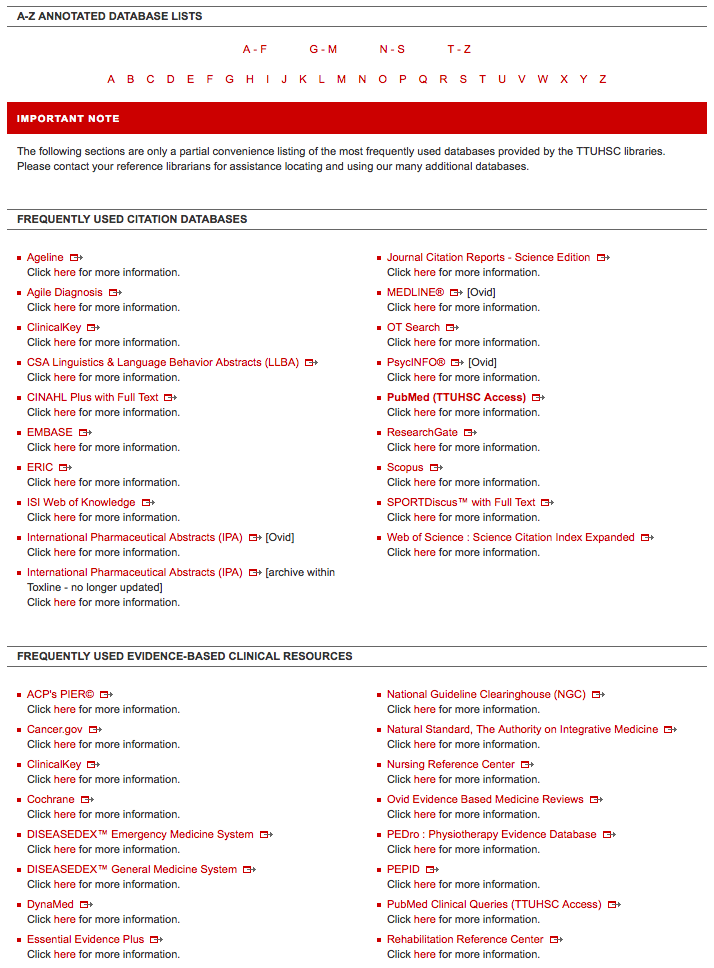 A-Z ANNOTATED DATABASE LISTS
A - F G - M N - S T - Z
A B C D E F G H I J K L M N O P Q R S T U V W X Y Z
IMPORTANT NOTE
The following sections are only a partial convenience listing of the most frequently used databases provided by the TTUHSC libraries.
Please contact your reference librarians for assistance locating and using our many additional databases.
FREQUENTLY USED CITATION DATABASES
Ageline
Click here for more information.
Agile Diagnosis
Click here for more information.
ClinicalKey
Click here for more information.
CSA Linguistics & Language Behavior Abstracts (LLBA)
Click here for more information.
CINAHL Plus with Full Text
Click here for more information.
EMBASE
Click here for more information.
ERIC
Click here for more information.
ISI Web of Knowledge
Click here for more information.
International Pharmaceutical Abstracts (IPA) [Ovid]
Click here for more information.
International Pharmaceutical Abstracts (IPA) [archive within
Toxline - no longer updated]
Click here for more information.
Journal Citation Reports - Science Edition
Click here for more information.
MEDLINE® [Ovid]
Click here for more information.
OT Search
Click here for more information.
PsycINFO® [Ovid]
Click here for more information.
PubMed (TTUHSC Access)
Click here for more information.
ResearchGate
Click here for more information.
Scopus
Click here for more information.
SPORTDiscus™ with Full Text
Click here for more information.
Web of Science : Science Citation Index Expanded
Click here for more information.
FREQUENTLY USED EVIDENCE-BASED CLINICAL RESOURCES
ACP's PIER©
Click here for more information.
Cancer.gov
Click here for more information.
ClinicalKey
Click here for more information.
Cochrane
Click here for more information.
DISEASEDEX™ Emergency Medicine System
Click here for more information.
DISEASEDEX™ General Medicine System
Click here for more information.
DynaMed
Click here for more information.
Essential Evidence Plus
Click here for more information.
National Guideline Clearinghouse (NGC)
Click here for more information.
Natural Standard, The Authority on Integrative Medicine
Click here for more information.
Nursing Reference Center
Click here for more information.
Ovid Evidence Based Medicine Reviews
Click here for more information.
PEDro : Physiotherapy Evidence Database
Click here for more information.
PEPID
Click here for more information.
PubMed Clinical Queries (TTUHSC Access)
Click here for more information.
Rehabilitation Reference Center
Click here for more information.